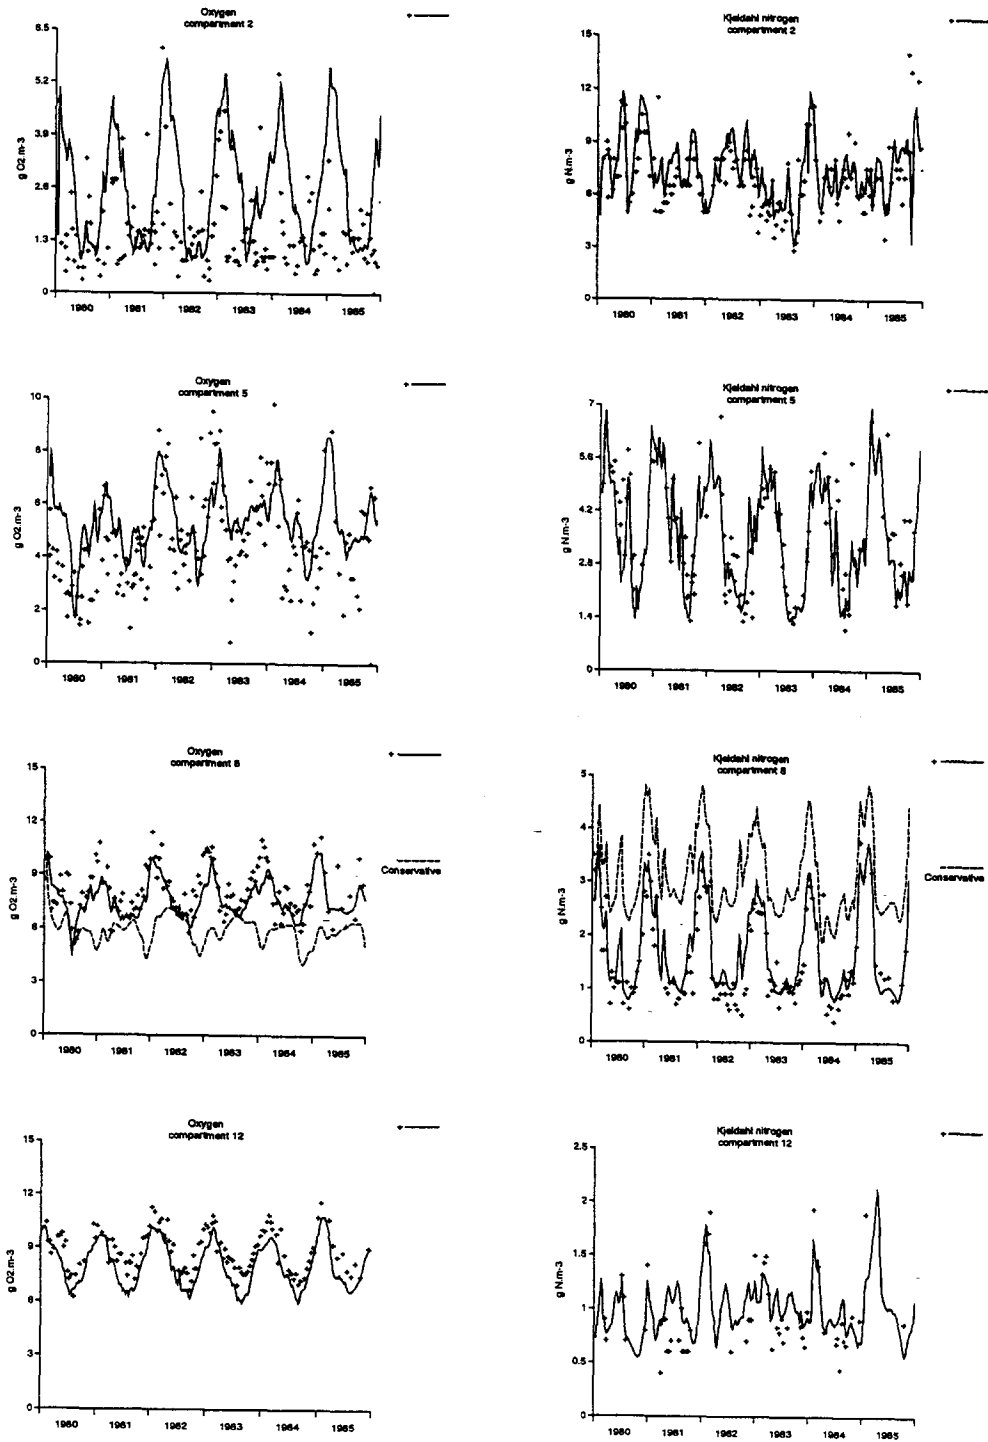 Oxygen
compartment 2
g O2.m-3
6.5
5.2
3.9
2.6
1.3
0
1980 1981 1982 1983 1984 1985
Kjeldahl nitrogen
compartment 2
g N.m-3
15
12
9
6
3
0
1980 1981 1982 1983 1984 1985
Oxygen
compartment 5
g O2.m-3
10
8
6
4
2
0
1980 1981 1982 1983 1984 1985
Kjeldahl nitrogen
compartment 5
g N.m-3
7
5.6
4.2
2.8
1.4
0
1980 1981 1982 1983 1984 1985
Oxygen
compartment 8
g O2.m-3
15
12
9
6
3
0
1980 1981 1982 1983 1984 1985
Conservative
Kjeldahl nitrogen
compartment 8
g N.m-3
5
4
3
2
1
0
1980 1981 1982 1983 1984 1985
Conservative
Oxygen
compartment 12
g O2.m-3
15
12
9
6
3
0
1980 1981 1982 1983 1984 1985
Kjeldahl nitrogen
compartment 12
g N.m-3
2.5
2
1.5
1
0.5
0
1980 1981 1982 1983 1984 1985